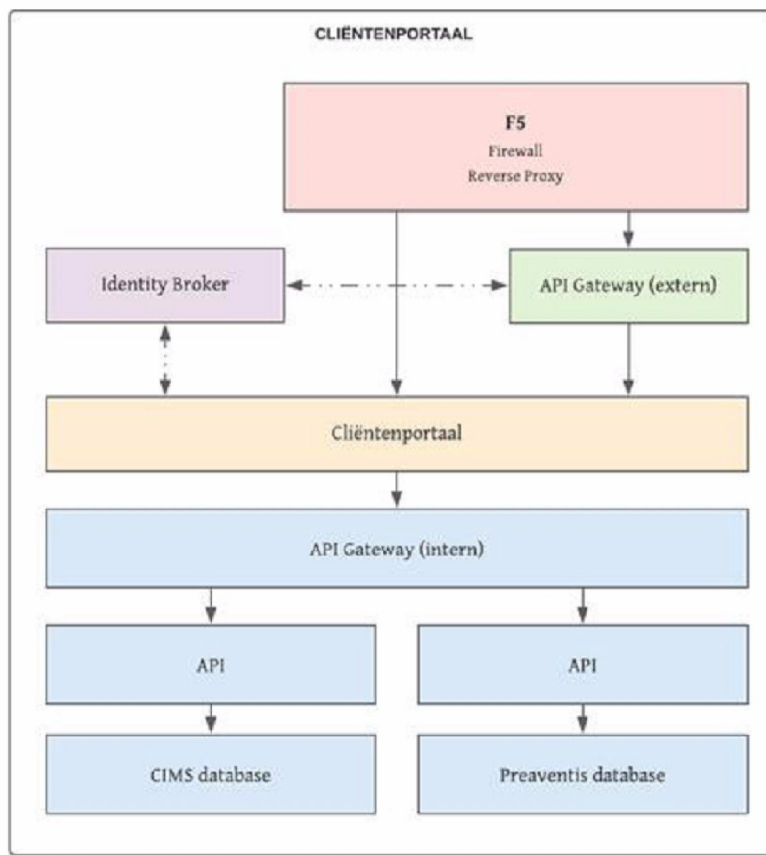 CLIËNTENPORTAAL
F5
Firewall
Reverse Proxy
Identity Broker
API Gateway (extern)
Cliëntenportaal
API Gateway (intern)
API
API
CIMS database
Preaventis database